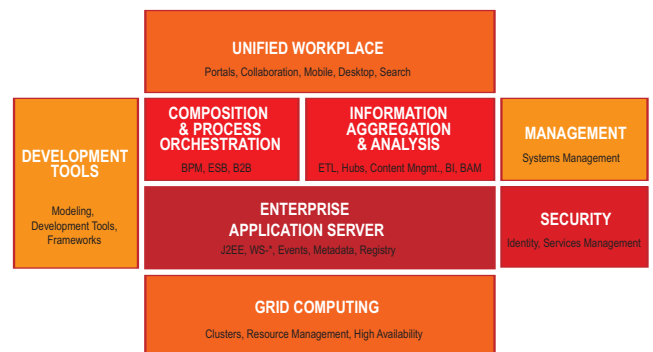 UNIFIED WORKPLACE
Portals, Collaboration, Mobile, Desktop, Search
DEVELOPMENT
TOOLS
Modeling,
Development Tools,
Frameworks
COMPOSITION
& PROCESS
ORCHESTRATION
BPM, ESB, B2B
INFORMATION
AGGREGATION
& ANALYSIS
ETL, Hubs, Content Mngmt., BI, BAM
MANAGEMENT
Systems Management
ENTERPRISE
APPLICATION SERVER
J2EE, WS-*, Events, Metadata, Registry
SECURITY
Identity, Services Management
GRID COMPUTING
Clusters, Resource Management, High Availability